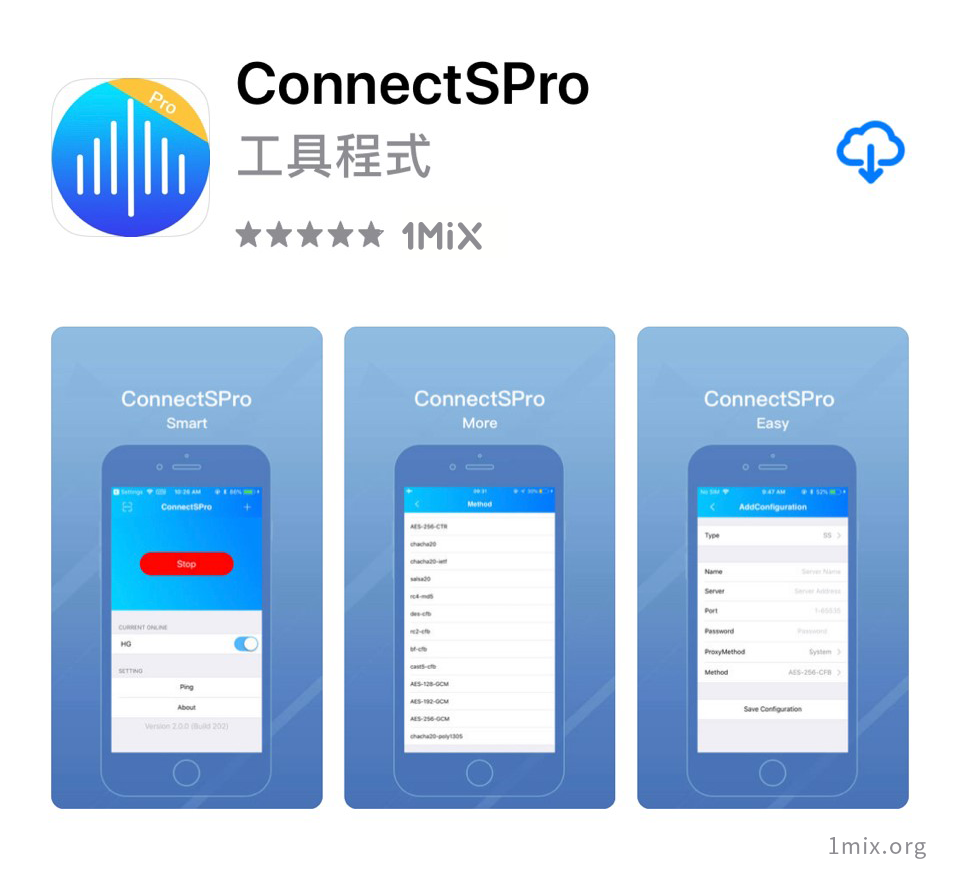 Pro
ConnectSPro
工具程式
1MiX
ConnectSPro
Smart
Settings 10:26 AM 86%
ConnectSPro
Stop
CURRENT ONLINE
HG
SETTING
Ping
About
Version 2.0.0 (Build 202)
ConnectSPro
More
09:31 30%
Method
AES-256-CTR
chacha20
chacha20-ietf
salsa20
rc4-md5
des-cfb
rc2-cfb
bf-cfb
cast5-cfb
AES-128-GCM
AES-192-GCM
AES-256-GCM
chacha20-poly1305
ConnectSPro
Easy
No SIM 9:47 AM 52%
AddConfiguration
Type SS
Name Server Name
Server Server Address
Port 1-65535
Password Password
ProxyMethod System
Method AES-256-CFB
Save Configuration
1mix.org